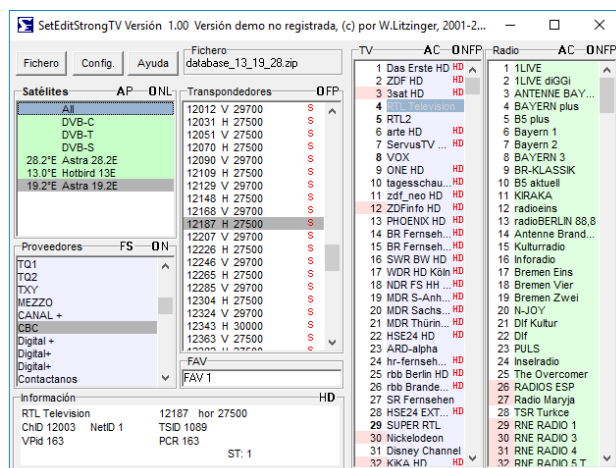 SetEditStrongTV Versión 1.00 Versión demo no registrada, (c) por W.Litzinger, 2001-2...
Fichero
Config.
Ayuda
Fichero
database_13_19_28.zip
Satélites AP ONL
All
DVB-C
DVB-T
DVB-S
28.2°E Astra 28.2E
13.0°E Hotbird 13E
19.2°E Astra 19.2E
Proveedores FS ON
TQ1
TQ2
TXY
MEZZO
CANAL +
CBC
Digital +
Digital+
Digital+
Contactanos
Transpondedores OFP
12012 V 29700 S
12031 H 27500 S
12051 V 27500 S
12070 H 27500 S
12090 V 29700 S
12109 H 27500 S
12129 V 29700 S
12148 H 27500 S
12168 V 29700 S
12187 H 27500 S
12207 V 29700 S
12226 H 27500 S
12246 V 29700 S
12265 H 27500 S
12285 V 29700 S
12304 H 27500 S
12324 V 29700 S
12343 H 30000 S
12363 V 27500 S
FAV
FAV 1
Información HD-
RTL Television 12187 hor 27500
ChID 12003 NetID 1 TSID 1089
VPid 163 PCR 163
ST: 1
TV AC ONFP
1 Das Erste HD HD
2 ZDF HD HD
3 3sat HD HD
4 RTL Television
5 RTL2
6 arte HD HD
7 ServusTV ... HD
8 VOX
9 ONE HD HD
10 tagesschau... HD
11 zdf_neo HD HD
12 ZDFinfo HD HD
13 PHOENIX HD HD
14 BR Fernseh... HD
15 BR Fernseh... HD
16 SWR BW HD HD
17 WDR HD Köln HD
18 NDR FS HH ... HD
19 MDR S-Anh... HD
20 MDR Sachs... HD
21 MDR Thürin... HD
22 HSE24 HD HD
23 ARD-alpha
24 hr-fernseh... HD
25 rbb Berlin HD HD
26 rbb Brande... HD
27 SR Fernsehen
28 HSE24 EXT... HD
29 SUPER RTL
30 Nickelodeon
31 Disney Channel
32 KiKA HD HD
Radio AC ONFP
1 1LIVE
2 1LIVE diGGi
3 ANTENNE BAY...
4 BAYERN plus
5 B5 plus
6 Bayern 1
7 Bayern 2
8 BAYERN 3
9 BR-KLASSIK
10 B5 aktuell
11 KIRAKA
12 radioeins
13 radioBERLIN 88,8
14 Antenne Brand...
15 Kulturradio
16 Inforadio
17 Bremen Eins
18 Bremen Vier
19 Bremen Zwei
20 N-JOY
21 Dlf Kultur
22 Dlf
23 PULS
24 Inselradio
25 The Overcomer
26 RADIOS ESP
27 Radio Maryja
28 TSR Turkce
29 RNE RADIO 1
30 RNE RADIO 3
31 RNE RADIO 4
32 RNE RADIO 5 T